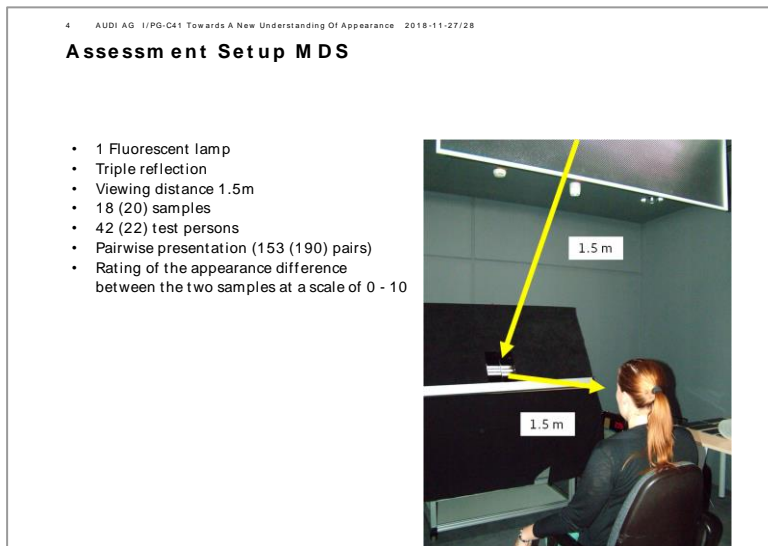 4 AUDI AG I/PG-C41 Towards A New Understanding Of Appearance 2018-11-27/28
Assessment Setup MDS
• 1 Fluorescent lamp
• Triple reflection
• Viewing distance 1.5m
• 18 (20) samples
• 42 (22) test persons
• Pairwise presentation (153 (190) pairs)
• Rating of the appearance difference
between the two samples at a scale of 0 - 10
1.5 m
1.5 m